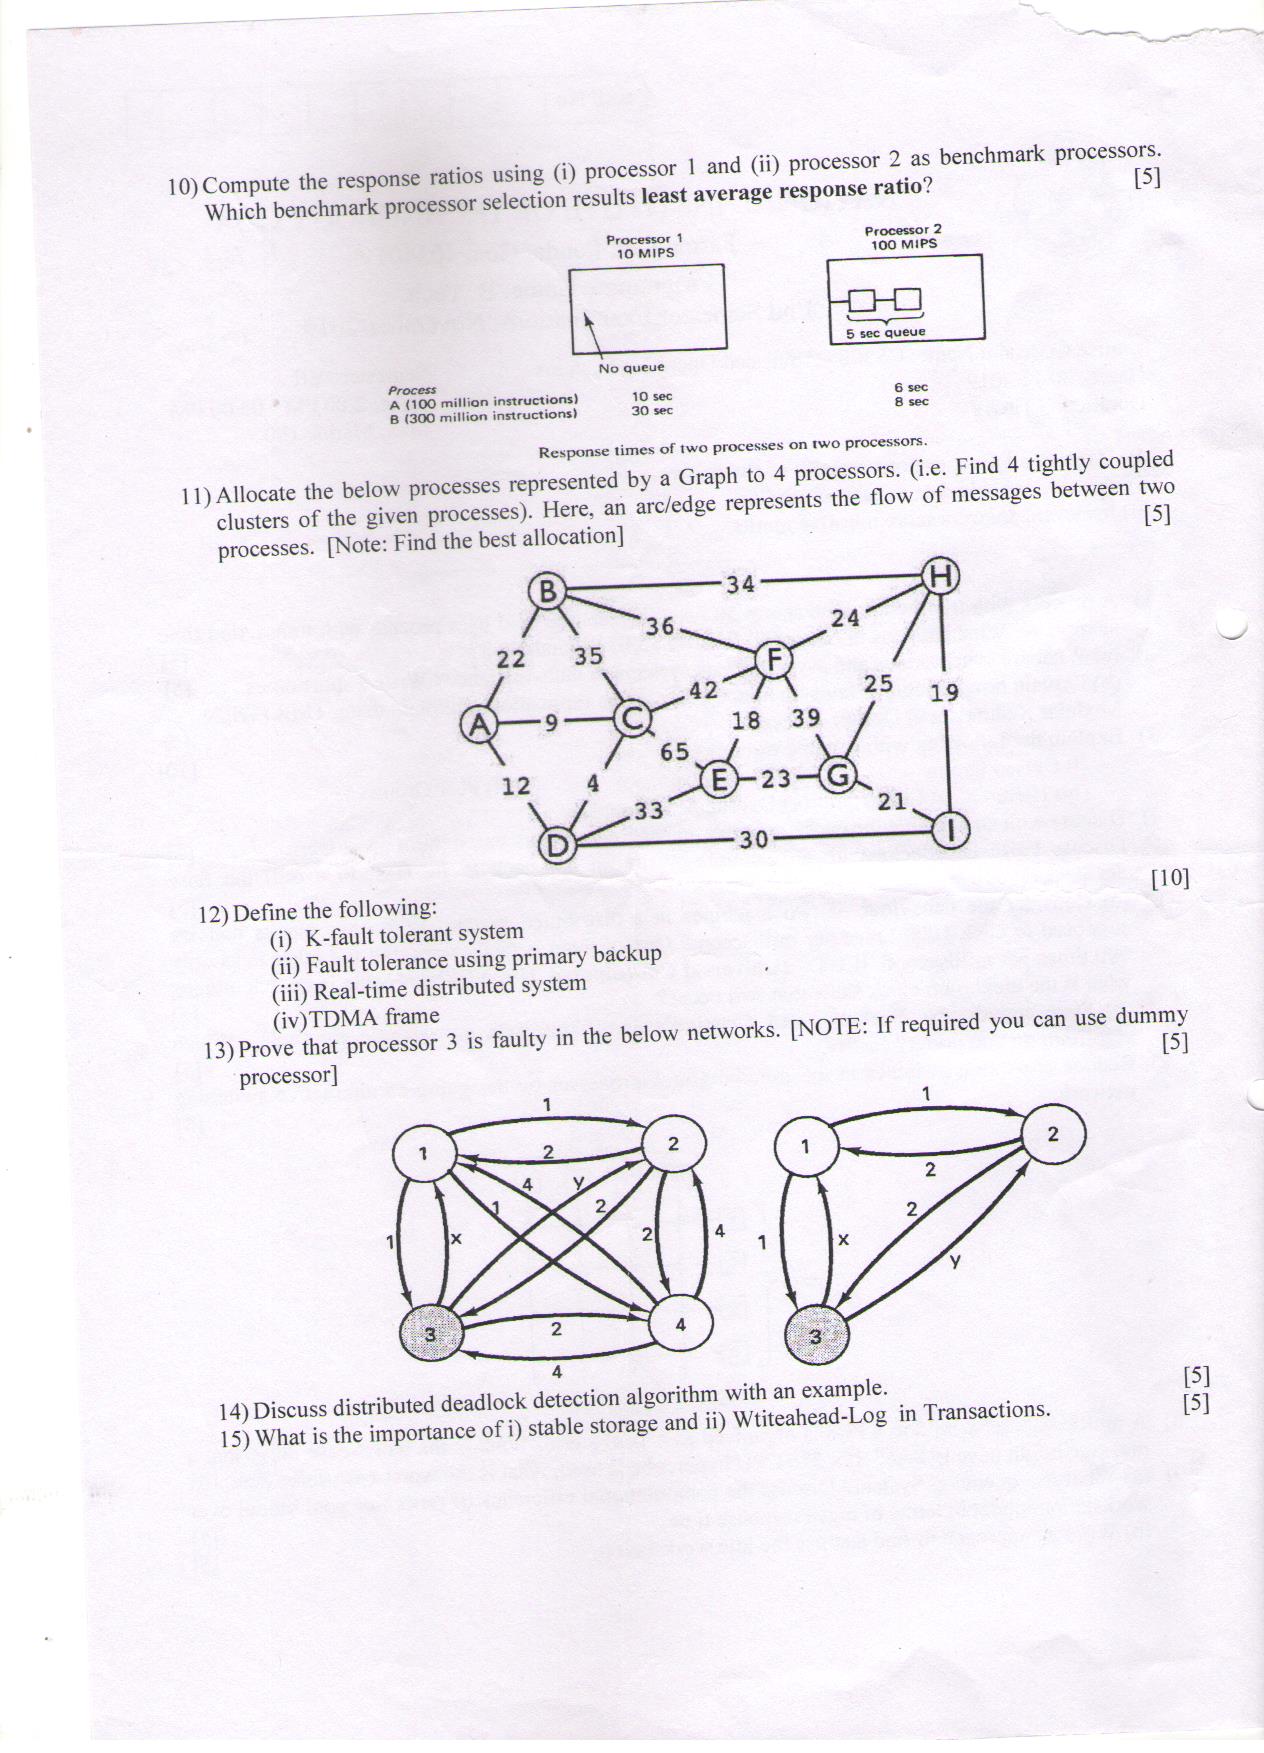 10) Compute the response ratios using (i) processor 1 and (ii) processor 2 as benchmark processors.
Which benchmark processor selection results least average response ratio? [5]
Processor 1
10 MIPS
Processor 2
100 MIPS
5 sec queue
No queue
Process
A (100 million instructions) 10 sec 6 sec
B (300 million instructions) 30 sec 8 sec
Response times of two processes on two processors.
11) Allocate the below processes represented by a Graph to 4 processors. (i.e. Find 4 tightly coupled
clusters of the given processes). Here, an arc/edge represents the flow of messages between two
processes. [Note: Find the best allocation] [5]
B 34 H
36 24
22 35 F
42 25 19
A 9 C 18 39
65
12 4 E 23 G
33 21
D 30 I
[10]
12) Define the following:
(i) K-fault tolerant system
(ii) Fault tolerance using primary backup
(iii) Real-time distributed system
(iv) TDMA frame
13) Prove that processor 3 is faulty in the below networks. [NOTE: If required you can use dummy
processor] [5]
1 1
1 2 2 1 2 2
4 y
1 2 2
1 x 2 4 1 x
y
3 2 4 3
4
14) Discuss distributed deadlock detection algorithm with an example. [5]
15) What is the importance of i) stable storage and ii) Wtiteahead-Log in Transactions. [5]